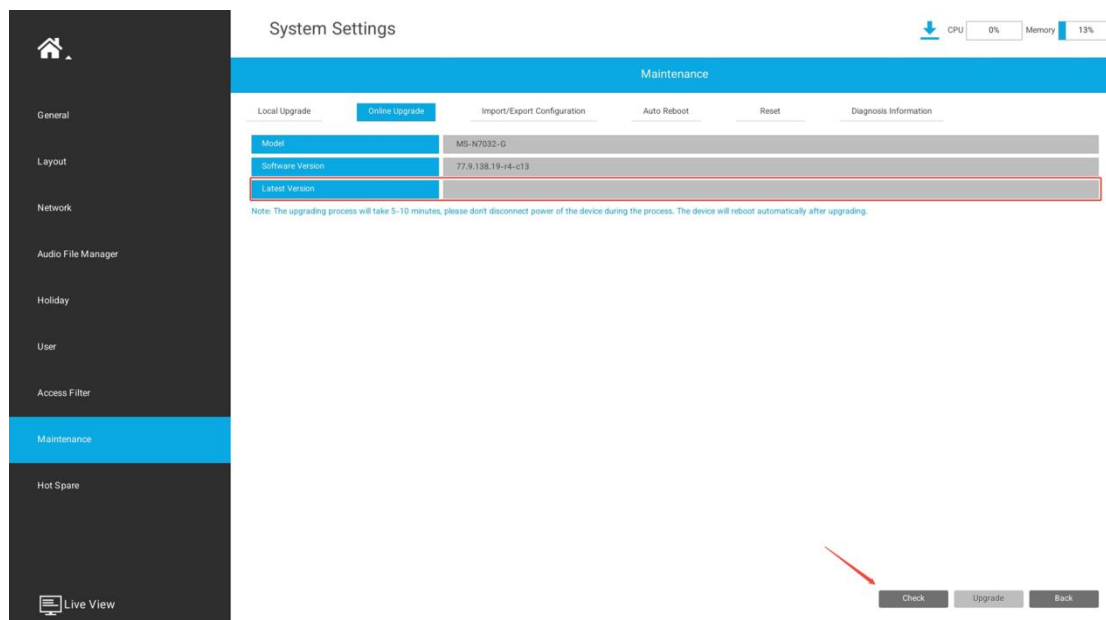 System Settings
CPU 0% Memory 13%
Maintenance
General
Layout
Network
Audio File Manager
Holiday
User
Access Filter
Maintenance
Hot Spare
Live View
Local Upgrade Online Upgrade Import/Export Configuration Auto Reboot Reset Diagnosis Information
Model MS-N7032-G
Software Version 77.9.138.19-r4-c13
Latest Version
Note: The upgrading process will take 5-10 minutes, please don't disconnect power of the device during the process. The device will reboot automatically after upgrading.
Check Upgrade Back